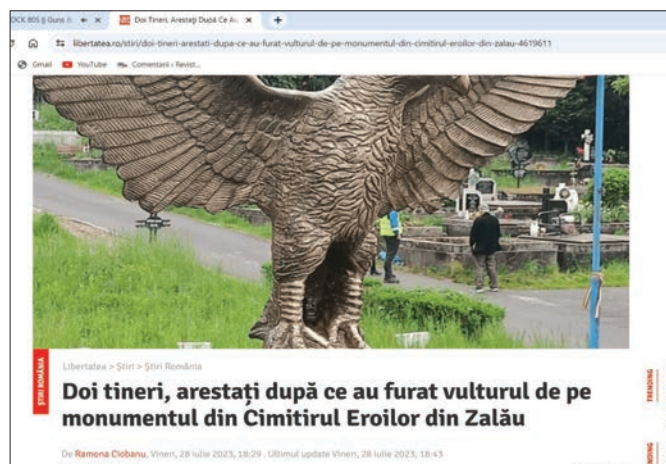 OCK 80S || Guns &
Doi Tineri, Arestați După Ce Au
libertatea.ro/stiri/doi-tineri-arestati-dupa-ce-au-furat-vulturul-de-pe-monumentul-din-cimitirul-eroilor-din-zalau-4619611
Gmail YouTube Comentarii - Revist...
ȘTIRI ROMÂNIA
Libertatea > Știri > Știri România
Doi tineri, arestați după ce au furat vulturul de pe
monumentul din Cimitirul Eroilor din Zalău
De Ramona Ciobanu, Vineri, 28 iulie 2023, 18:29 . Ultimul update Vineri, 28 iulie 2023, 18:43
TRENDING